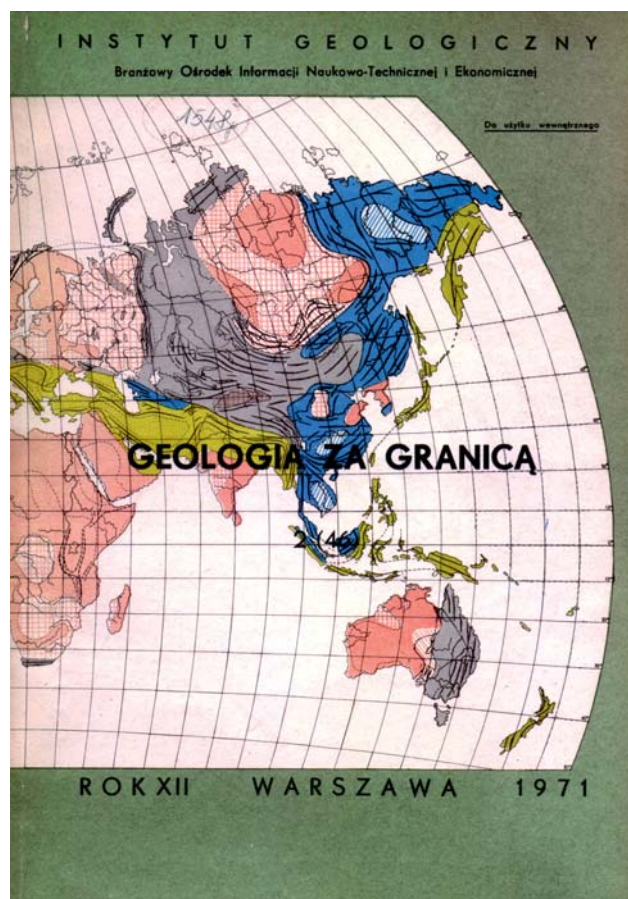 INSTYTUT GEOLOGICZNY
Branżowy Ośrodek Informacji Naukowo-Technicznej i Ekonomicznej
Do użytku wewnętrznego
GEOLOGIA ZA GRANICĄ
2 (46)
ROK XII WARSZAWA 1971